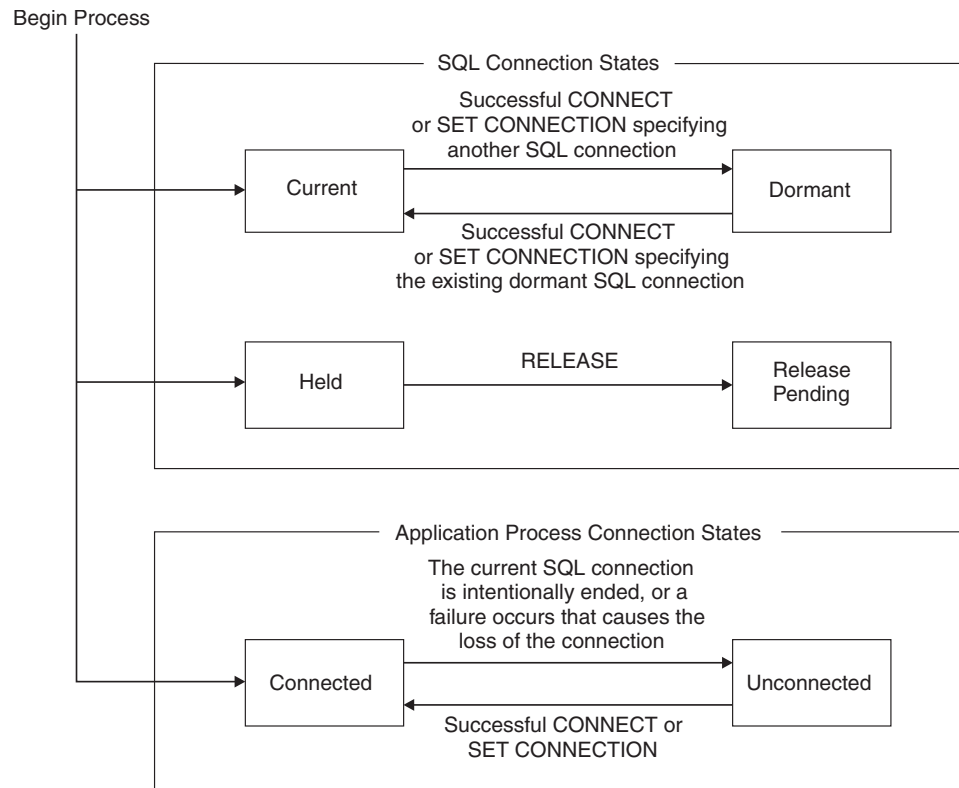 Begin Process
SQL Connection States
Successful CONNECT
or SET CONNECTION specifying
another SQL connection
Current
Dormant
Successful CONNECT
or SET CONNECTION specifying
the existing dormant SQL connection
Held
RELEASE
Release
Pending
Application Process Connection States
The current SQL connection
is intentionally ended, or a
failure occurs that causes the
loss of the connection
Connected
Unconnected
Successful CONNECT or
SET CONNECTION